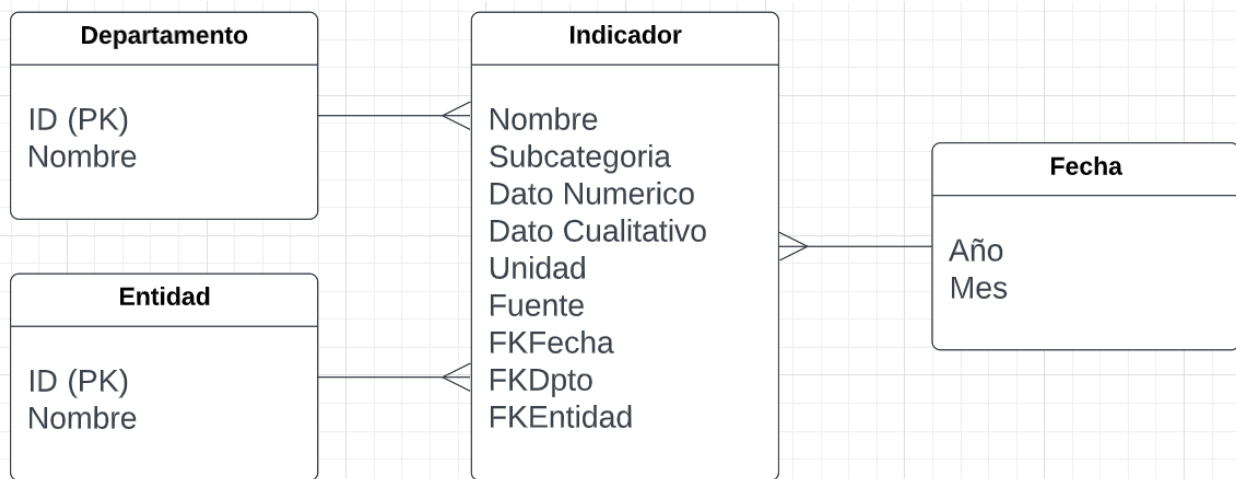 Departamento
ID (PK)
Nombre
Entidad
ID (PK)
Nombre
Indicador
Nombre
Subcategoria
Dato Numerico
Dato Cualitativo
Unidad
Fuente
FKFecha
FKDpto
FKEntidad
Fecha
Año
Mes